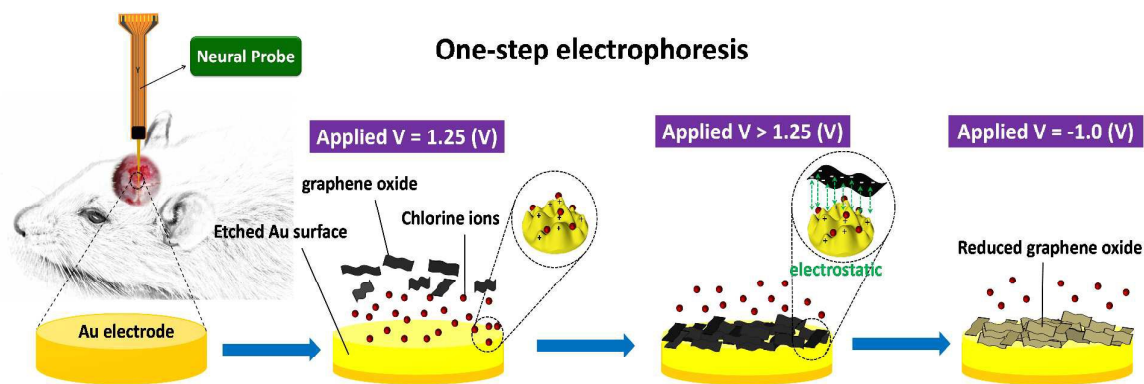 One-step electrophoresis
Neural Probe
Y
Applied V = 1.25 (V)
Applied V > 1.25 (V)
Applied V = -1.0 (V)
graphene oxide
Chlorine ions
Etched Au surface
electrostatic
Reduced graphene oxide
Au electrode